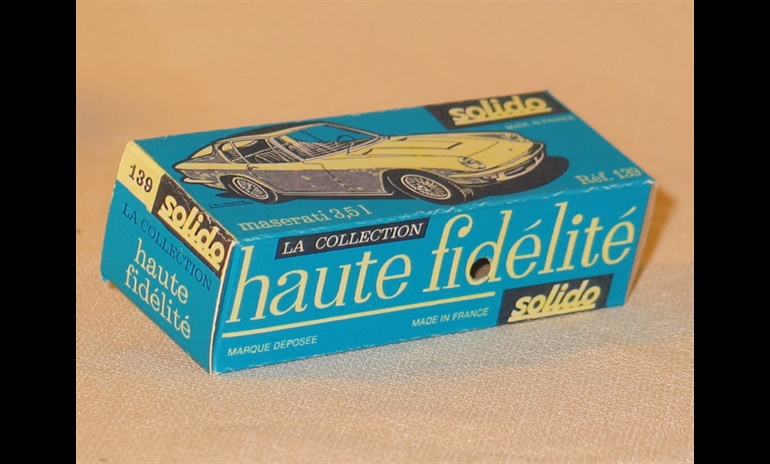 solido
MADE IN FRANCE
Réf. 139
maserati 3,5 l
139
solido
LA COLLECTION
haute
fidélité
LA COLLECTION
haute fidélité
MARQUE DEPOSEE
MADE IN FRANCE
solido